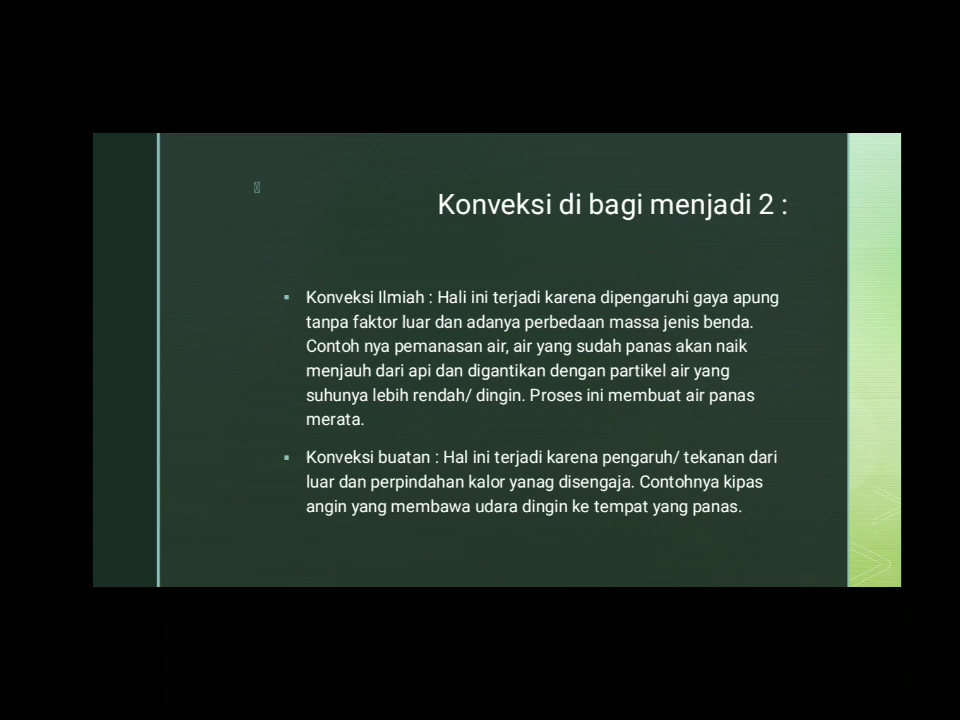 Konveksi di bagi menjadi 2 :
▪ Konveksi Ilmiah : Hali ini terjadi karena dipengaruhi gaya apung
tanpa faktor luar dan adanya perbedaan massa jenis benda.
Contoh nya pemanasan air, air yang sudah panas akan naik
menjauh dari api dan digantikan dengan partikel air yang
suhunya lebih rendah/ dingin. Proses ini membuat air panas
merata.
▪ Konveksi buatan : Hal ini terjadi karena pengaruh/ tekanan dari
luar dan perpindahan kalor yanag disengaja. Contohnya kipas
angin yang membawa udara dingin ke tempat yang panas.